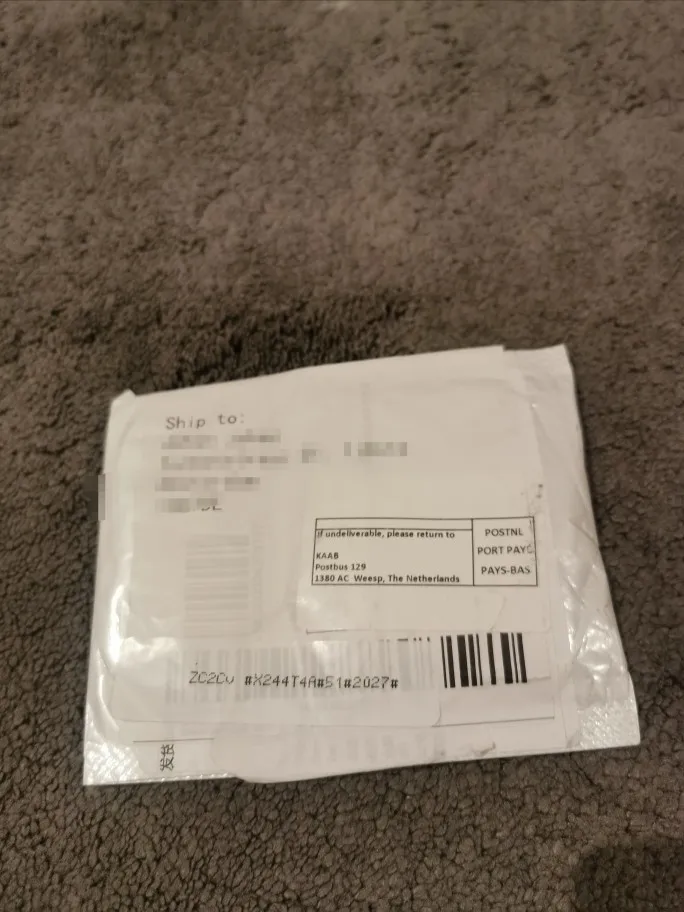 Ship to:
If undeliverable, please return to
KAAB
Postbus 129
1380 AC Weesp, The Netherlands
POSTNL
PORT PAYÉ
PAYS-BAS
#X244T4A#51#2027#